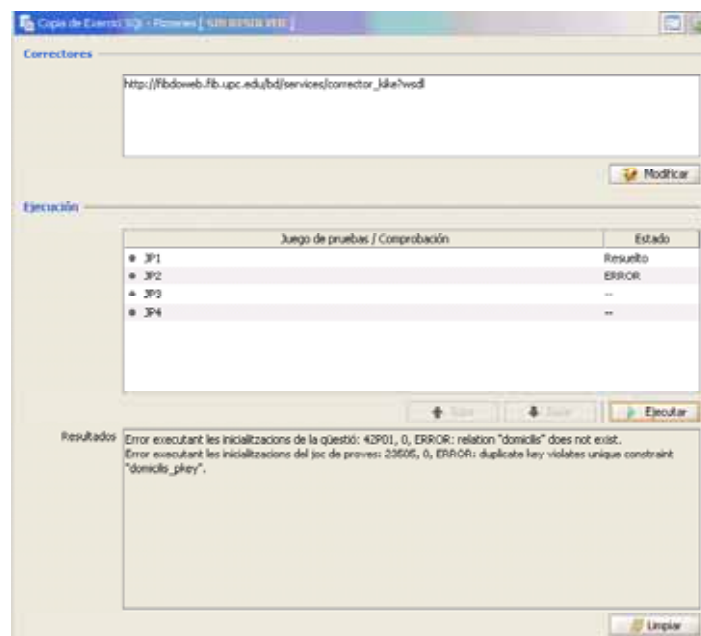 Copia de Exercici SQL - Pizzeries [ SIN RESOLVER ]
Correctores
http://fibdoweb.fib.upc.edu/bd/services/corrector_kike?wsdl
Modificar
Ejecución
Juego de pruebas / Comprobación Estado
JP1 Resuelto
JP2 ERROR
JP3 --
JP4 --
Ejecutar
Resultados
Error executant les inicialitzacions de la qüestió: 42P01, 0, ERROR: relation "domicilis" does not exist.
Error executant les inicialitzacions del joc de proves: 23505, 0, ERROR: duplicate key violates unique constraint
"domicilis_pkey".
Limpiar